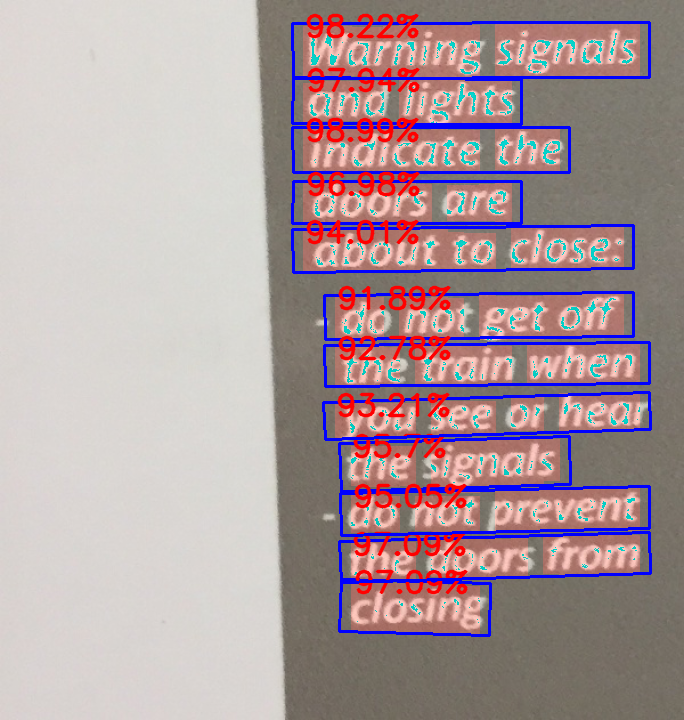 98.22%
Warning signals
97.94%
and lights
98.99%
indicate the
96.98%
doors are
94.01%
about to close:
91.89%
- do not get off
92.78%
the train when
93.21%
you see or hear
95.7%
the signals
95.05%
- do not prevent
97.09%
the doors from
97.09%
closing